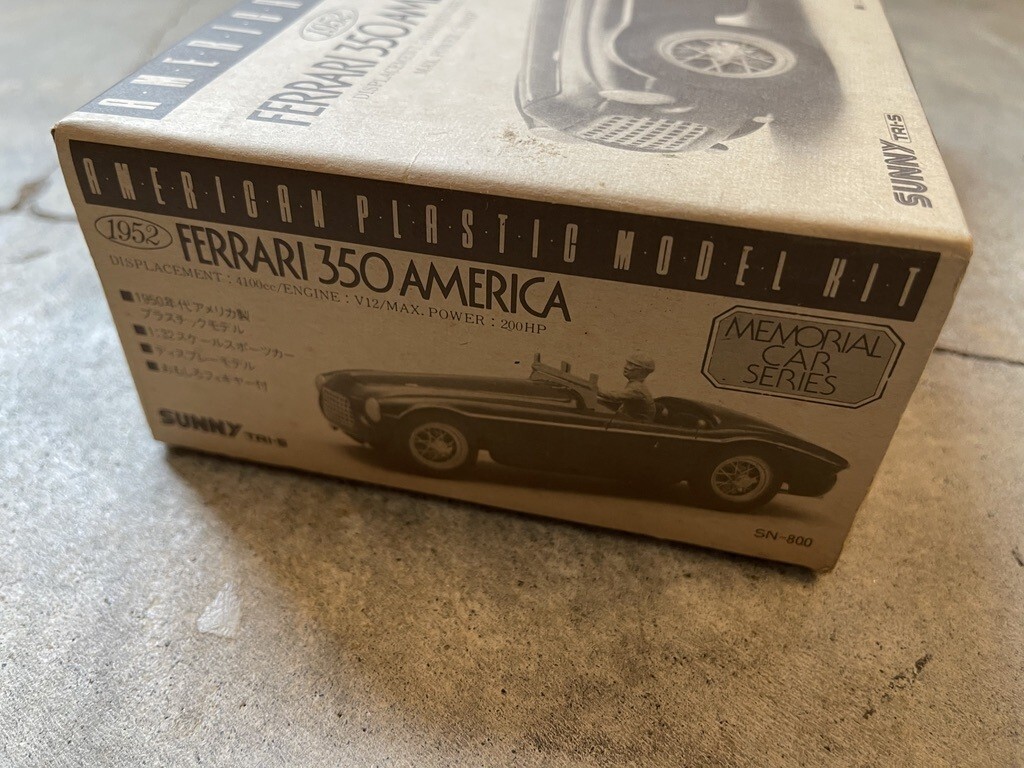 AMERICAN
1952
FERRARI 350 AME
SUNNY TRI-S
AMERICAN PLASTIC MODEL KIT
1952 FERRARI 350 AMERICA
DISPLACEMENT : 4100cc/ENGINE : V12/MAX. POWER : 200HP
■1950年代アメリカ製
プラスチックモデル
■1:32スケールスポーツカー
■ディスプレーモデル
■おもしろフィギャー付
MEMORIAL
CAR
SERIES
SUNNY TRI-S
SN-800